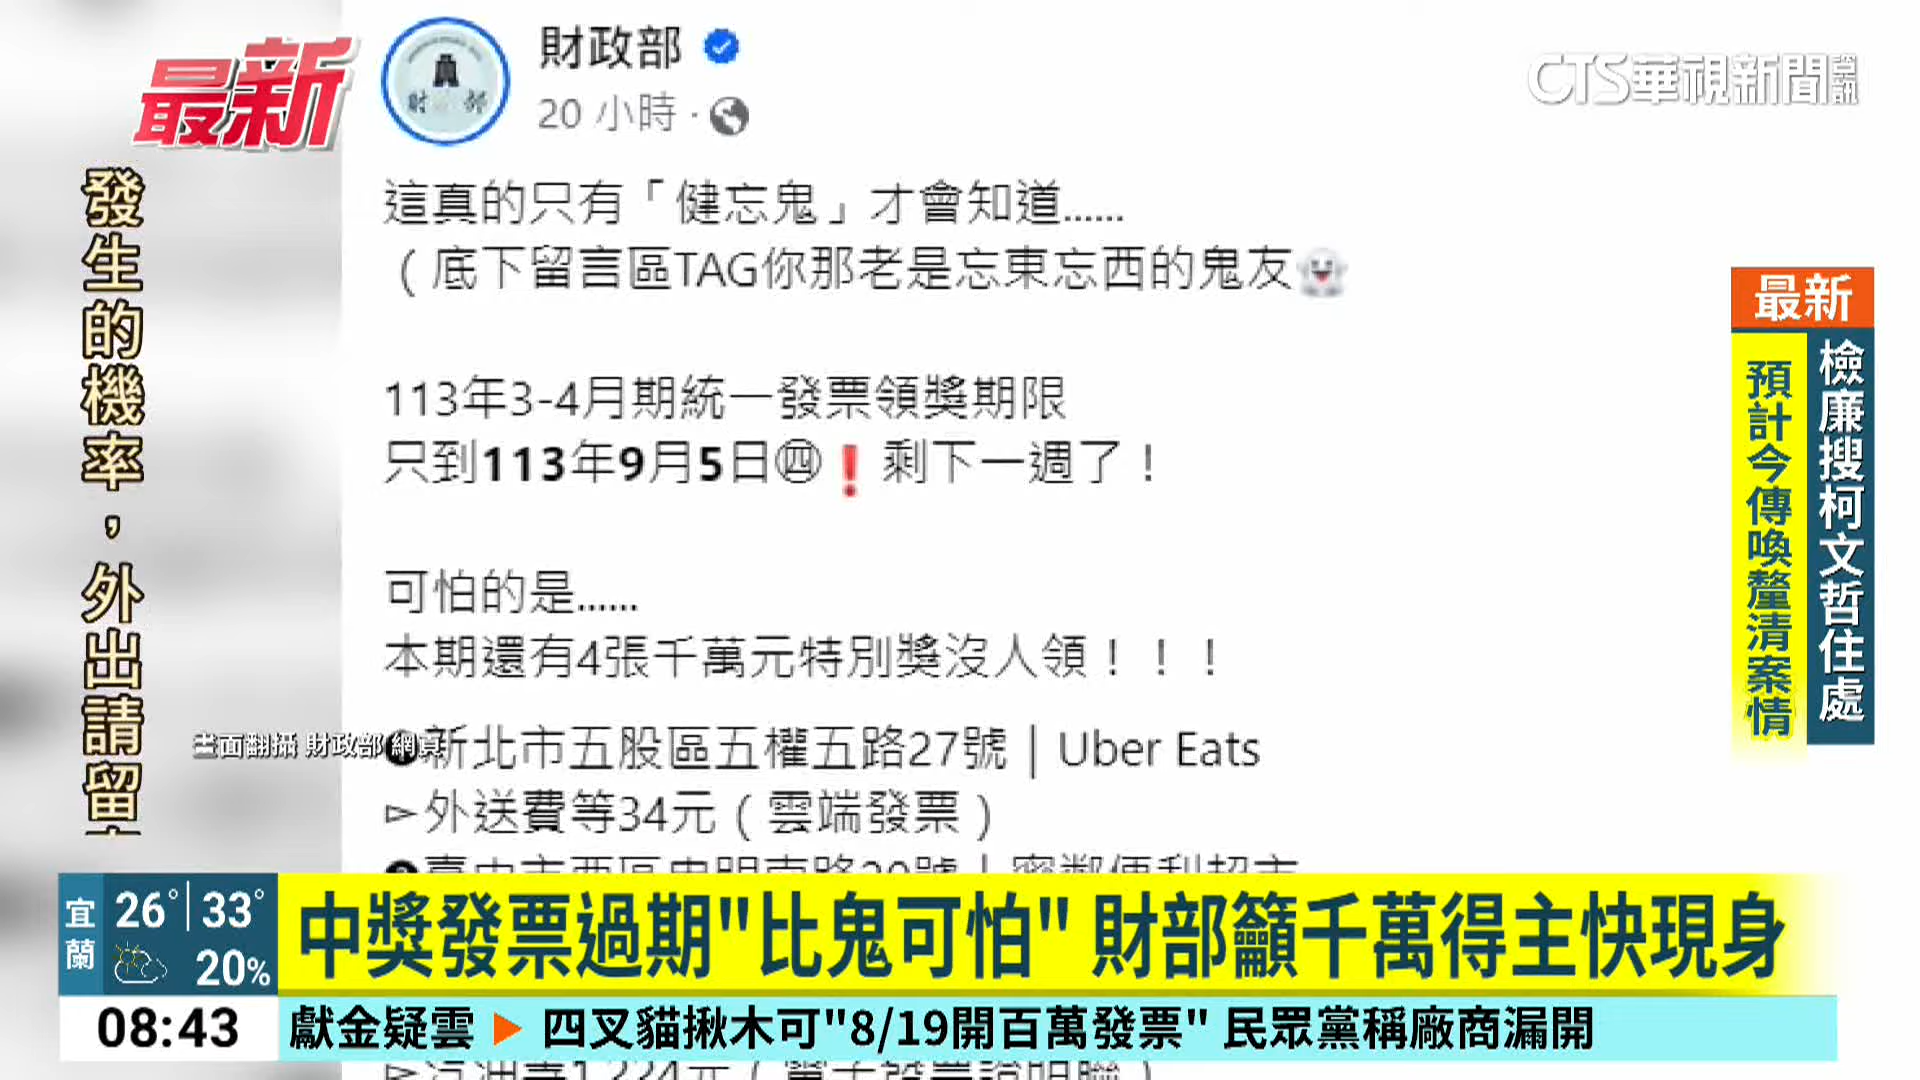 最新
發生的機率，外出請留
財政部
20 小時
CTS華視新聞資訊
這真的只有「健忘鬼」才會知道......
（底下留言區TAG你那老是忘東忘西的鬼友👻
113年3-4月期統一發票領獎期限
只到113年9月5日㊃❗剩下一週了！
可怕的是......
本期還有4張千萬元特別獎沒人領！！！
❶新北市五股區五權五路27號｜Uber Eats
▻外送費等34元（雲端發票）
畫面翻攝 財政部 網頁
最新
檢廉搜柯文哲住處
預計今傳喚釐清案情
宜蘭
26° 33°
20%
中獎發票過期"比鬼可怕" 財部籲千萬得主快現身
08:43
獻金疑雲 ▶ 四叉貓揪木可"8/19開百萬發票" 民眾黨稱廠商漏開